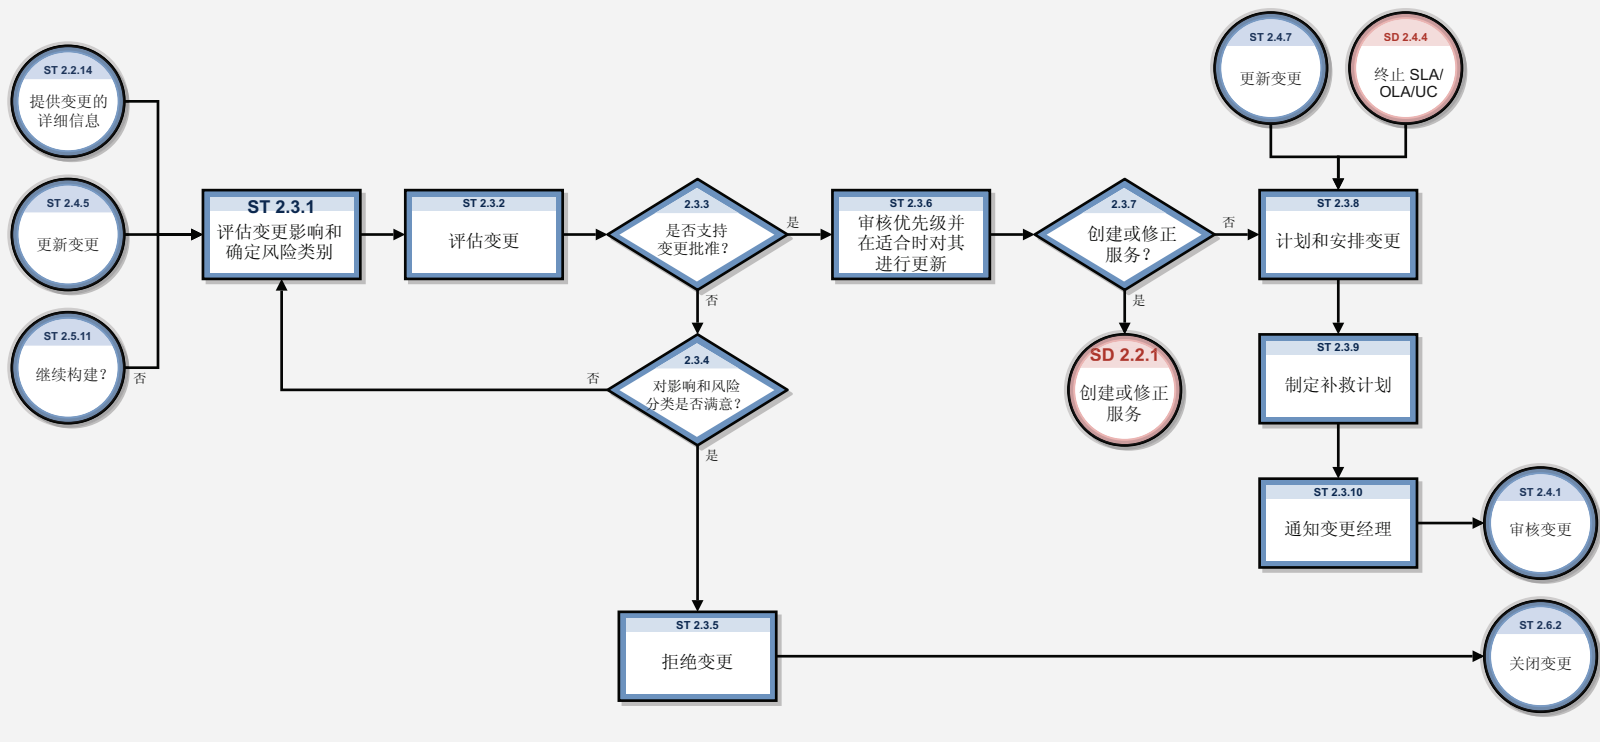 ST 2.2.14
提供变更的
详细信息
ST 2.4.5
更新变更
ST 2.5.11
继续构建？
否
ST 2.3.1
评估变更影响和
确定风险类别
ST 2.3.2
评估变更
2.3.3
是否支持
变更批准？
是
否
2.3.4
对影响和风险
分类是否满意？
否
是
ST 2.3.5
拒绝变更
ST 2.3.6
审核优先级并
在适合时对其
进行更新
2.3.7
创建或修正
服务？
否
是
SD 2.2.1
创建或修正
服务
ST 2.4.7
更新变更
SD 2.4.4
终止 SLA/
OLA/UC
ST 2.3.8
计划和安排变更
ST 2.3.9
制定补救计划
ST 2.3.10
通知变更经理
ST 2.4.1
审核变更
ST 2.6.2
关闭变更